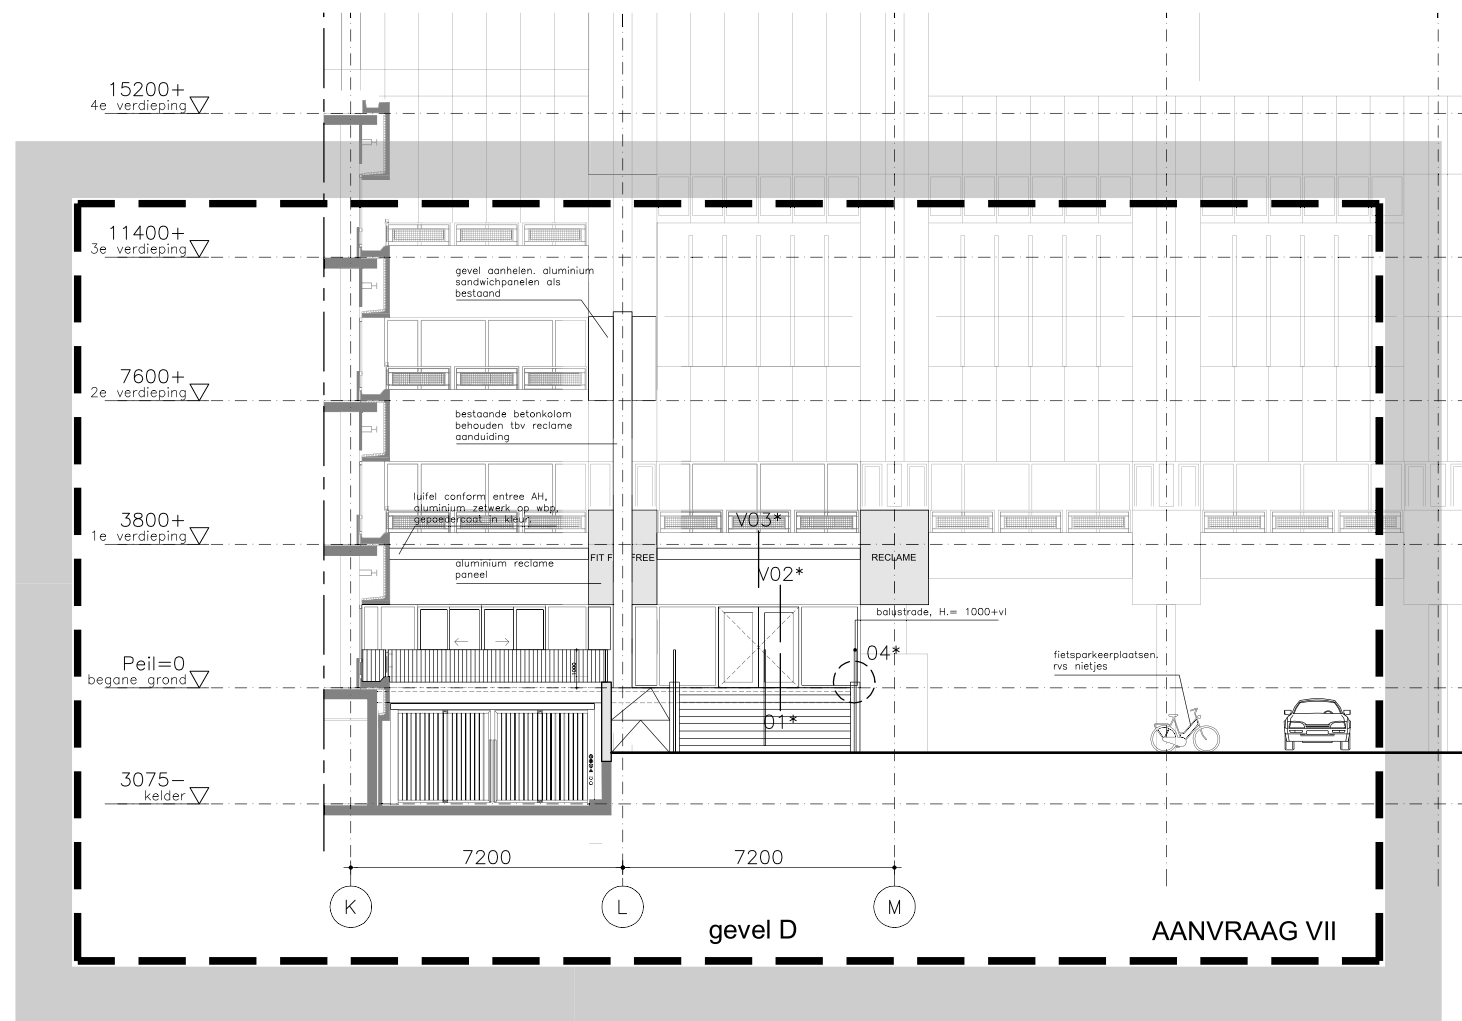 15200+
4e verdieping
11400+
3e verdieping
gevel aanhelen. aluminium
sandwichpanelen als
bestaand
7600+
2e verdieping
bestaande betonkolom
behouden tbv reclame
aanduiding
luifel conform entree AH,
aluminium zetwerk op wbp,
gepoedercoat in kleur.
3800+
1e verdieping
V03*
FIT F FREE
RECLAME
aluminium reclame
paneel
V02*
balustrade, H.= 1000+vl
Peil=0
begane grond
1000
04*
fietsparkeerplaatsen.
rvs nietjes
01*
3075-
kelder
7200
7200
K
L
M
gevel D
AANVRAAG VII